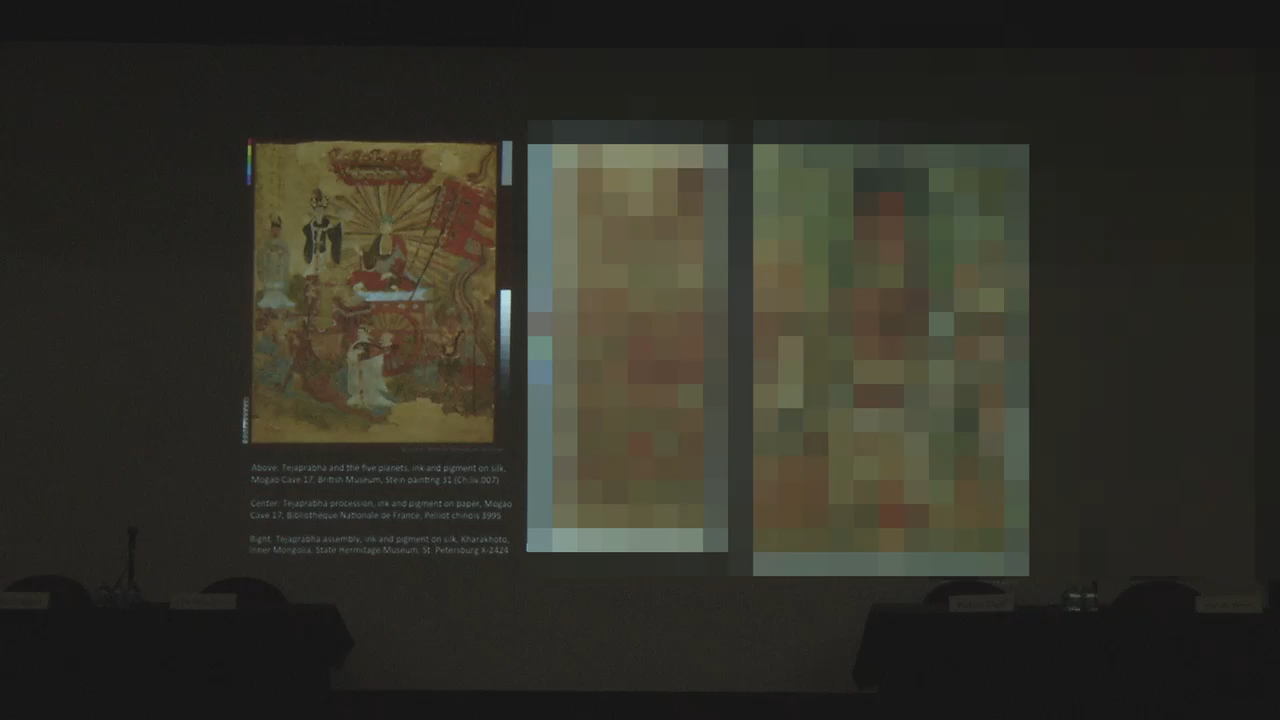 Above: Tejaprabha and the five planets, ink and pigment on silk,
Mogao Cave 17, British Museum, Stein painting 31 (Ch.liv.007)
Center: Tejaprabha procession, ink and pigment on paper, Mogao
Cave 17, Bibliothèque Nationale de France, Pelliot chinois 3995
Right: Tejaprabha assembly, ink and pigment on silk, Kharakhoto,
Inner Mongolia, State Hermitage Museum, St. Petersburg X-2424